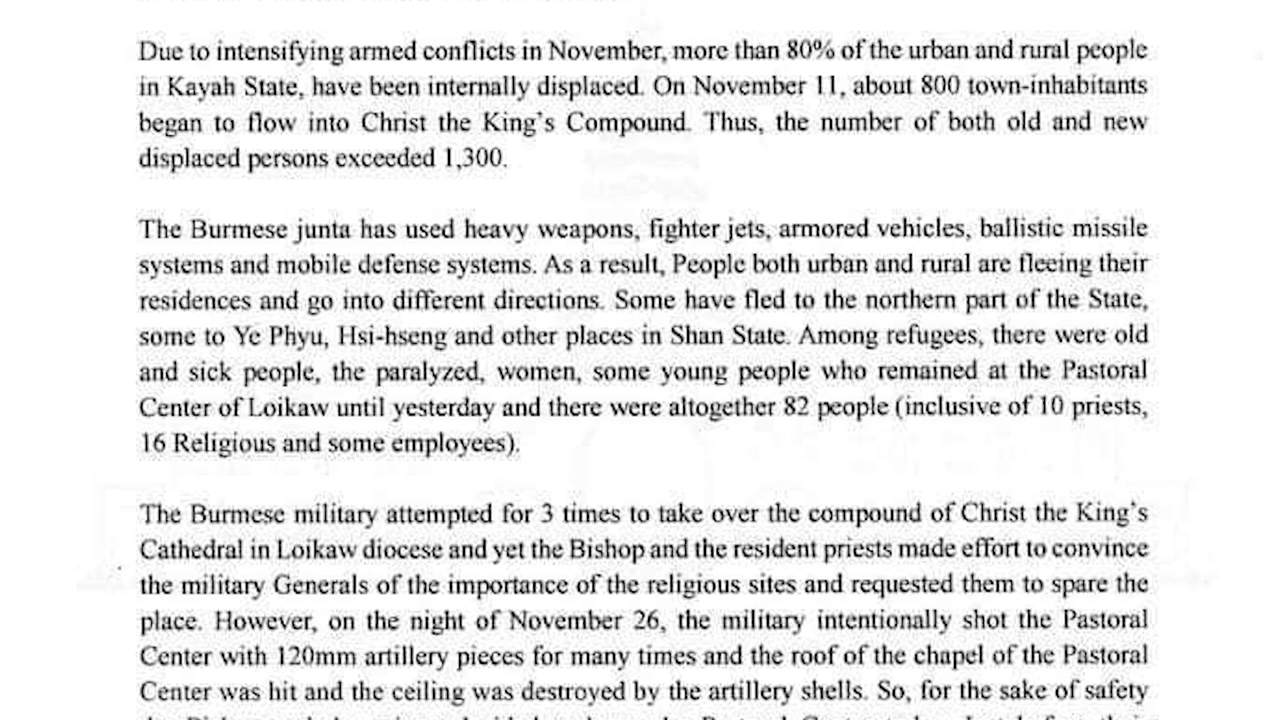 Due to intensifying armed conflicts in November, more than 80% of the urban and rural people
in Kayah State, have been internally displaced. On November 11, about 800 town-inhabitants
began to flow into Christ the King's Compound. Thus, the number of both old and new
displaced persons exceeded 1,300.
The Burmese junta has used heavy weapons, fighter jets, armored vehicles, ballistic missile
systems and mobile defense systems. As a result, People both urban and rural are fleeing their
residences and go into different directions. Some have fled to the northern part of the State,
some to Ye Phyu, Hsi-hseng and other places in Shan State. Among refugees, there were old
and sick people, the paralyzed, women, some young people who remained at the Pastoral
Center of Loikaw until yesterday and there were altogether 82 people (inclusive of 10 priests,
16 Religious and some employees).
The Burmese military attempted for 3 times to take over the compound of Christ the King's
Cathedral in Loikaw diocese and yet the Bishop and the resident priests made effort to convince
the military Generals of the importance of the religious sites and requested them to spare the
place. However, on the night of November 26, the military intentionally shot the Pastoral
Center with 120mm artillery pieces for many times and the roof of the chapel of the Pastoral
Center was hit and the ceiling was destroyed by the artillery shells. So, for the sake of safety